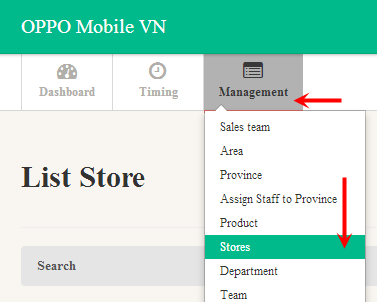 OPPO Mobile VN
Dashboard
Timing
Management
Sales team
Area
Province
Assign Staff to Province
Product
Stores
Department
Team
List Store
Search